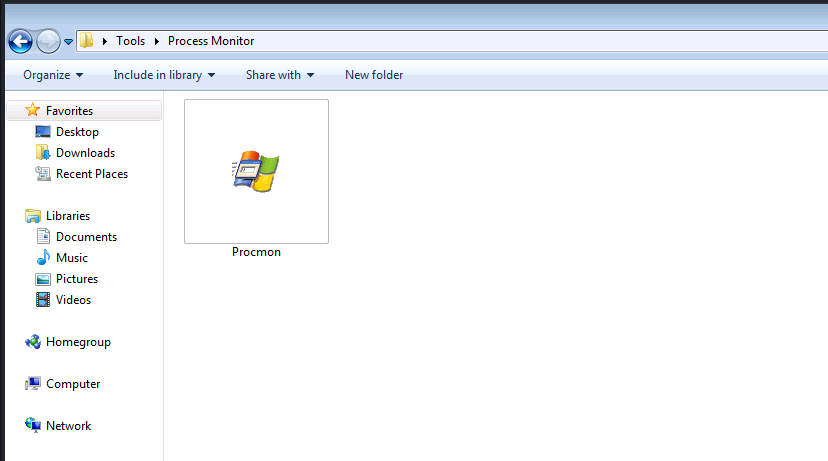 Tools Process Monitor
Organize Include in library Share with New folder
Favorites
Desktop
Downloads
Recent Places
Libraries
Documents
Music
Pictures
Videos
Homegroup
Computer
Network
Procmon